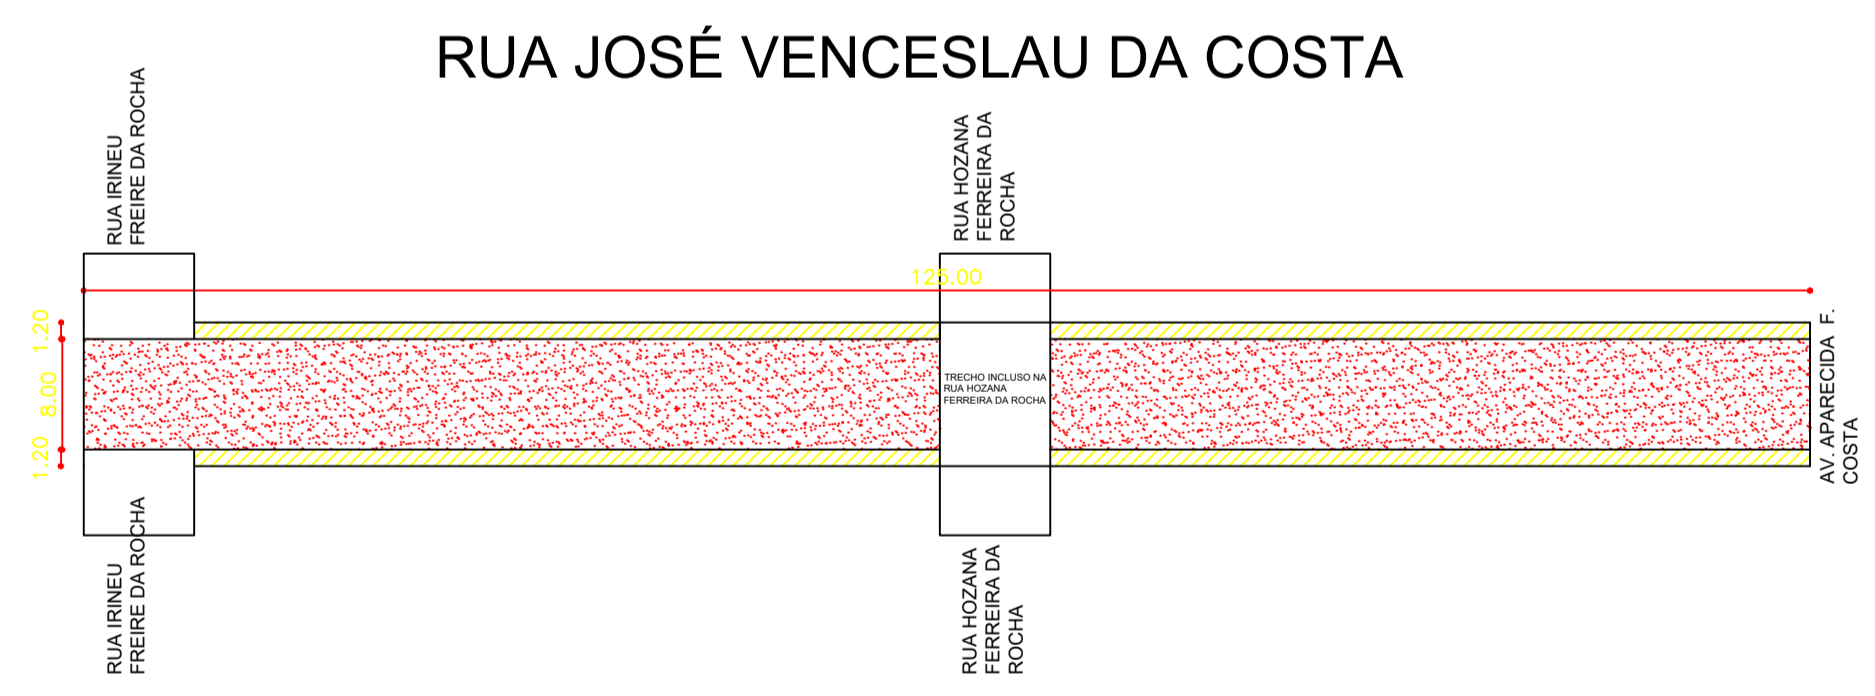 RUA JOSÉ VENCESLAU DA COSTA
RUA IRINEU
FREIRE DA ROCHA
RUA HOZANA
FERREIRA DA
ROCHA
125.00
1.20
8.00
1.20
TRECHO INCLUSO NA
RUA HOZANA
FERREIRA DA ROCHA
AV. APARECIDA F.
COSTA
RUA IRINEU
FREIRE DA ROCHA
RUA HOZANA
FERREIRA DA
ROCHA